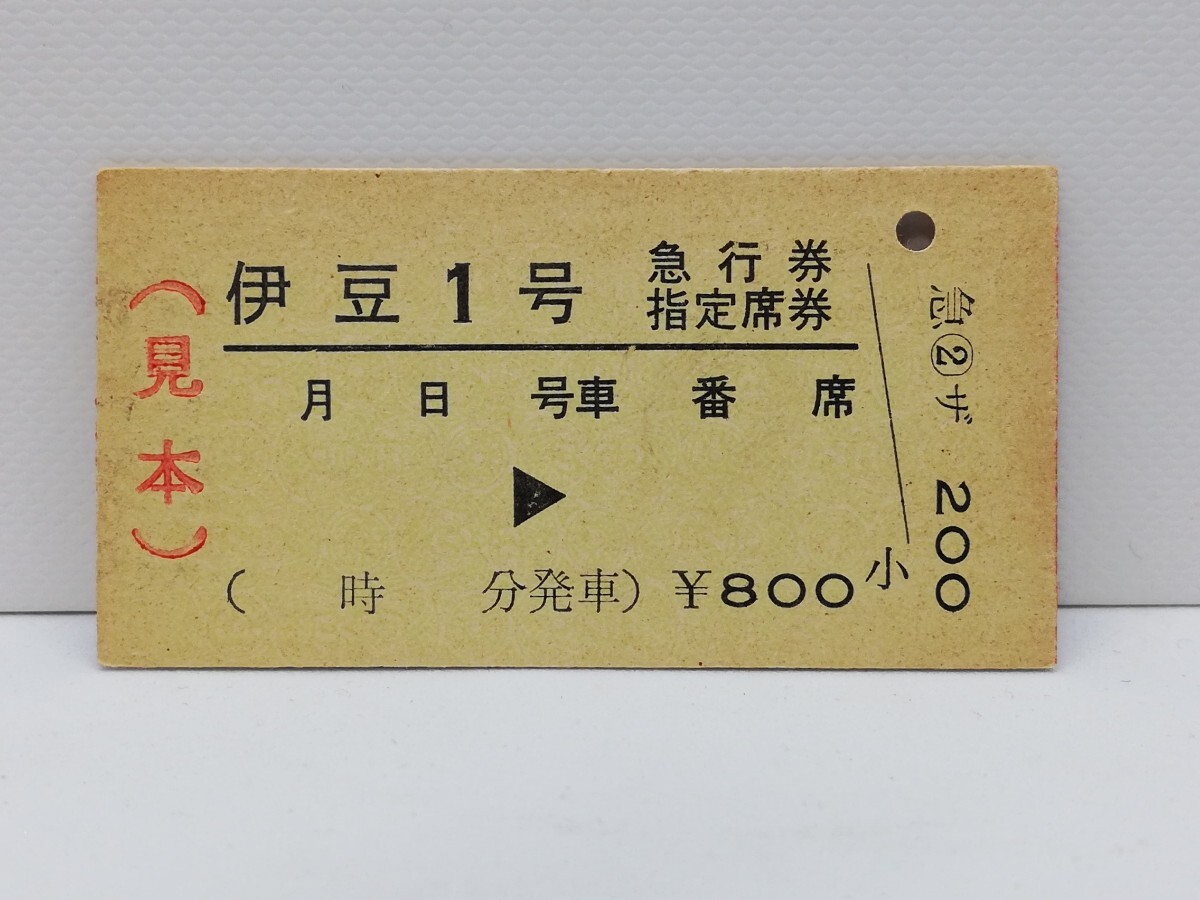 (見本)
伊豆1号
急行券
指定席券
月 日 号車 番 席
▶
( 時 分発車) ¥800
小
急②ザ 200